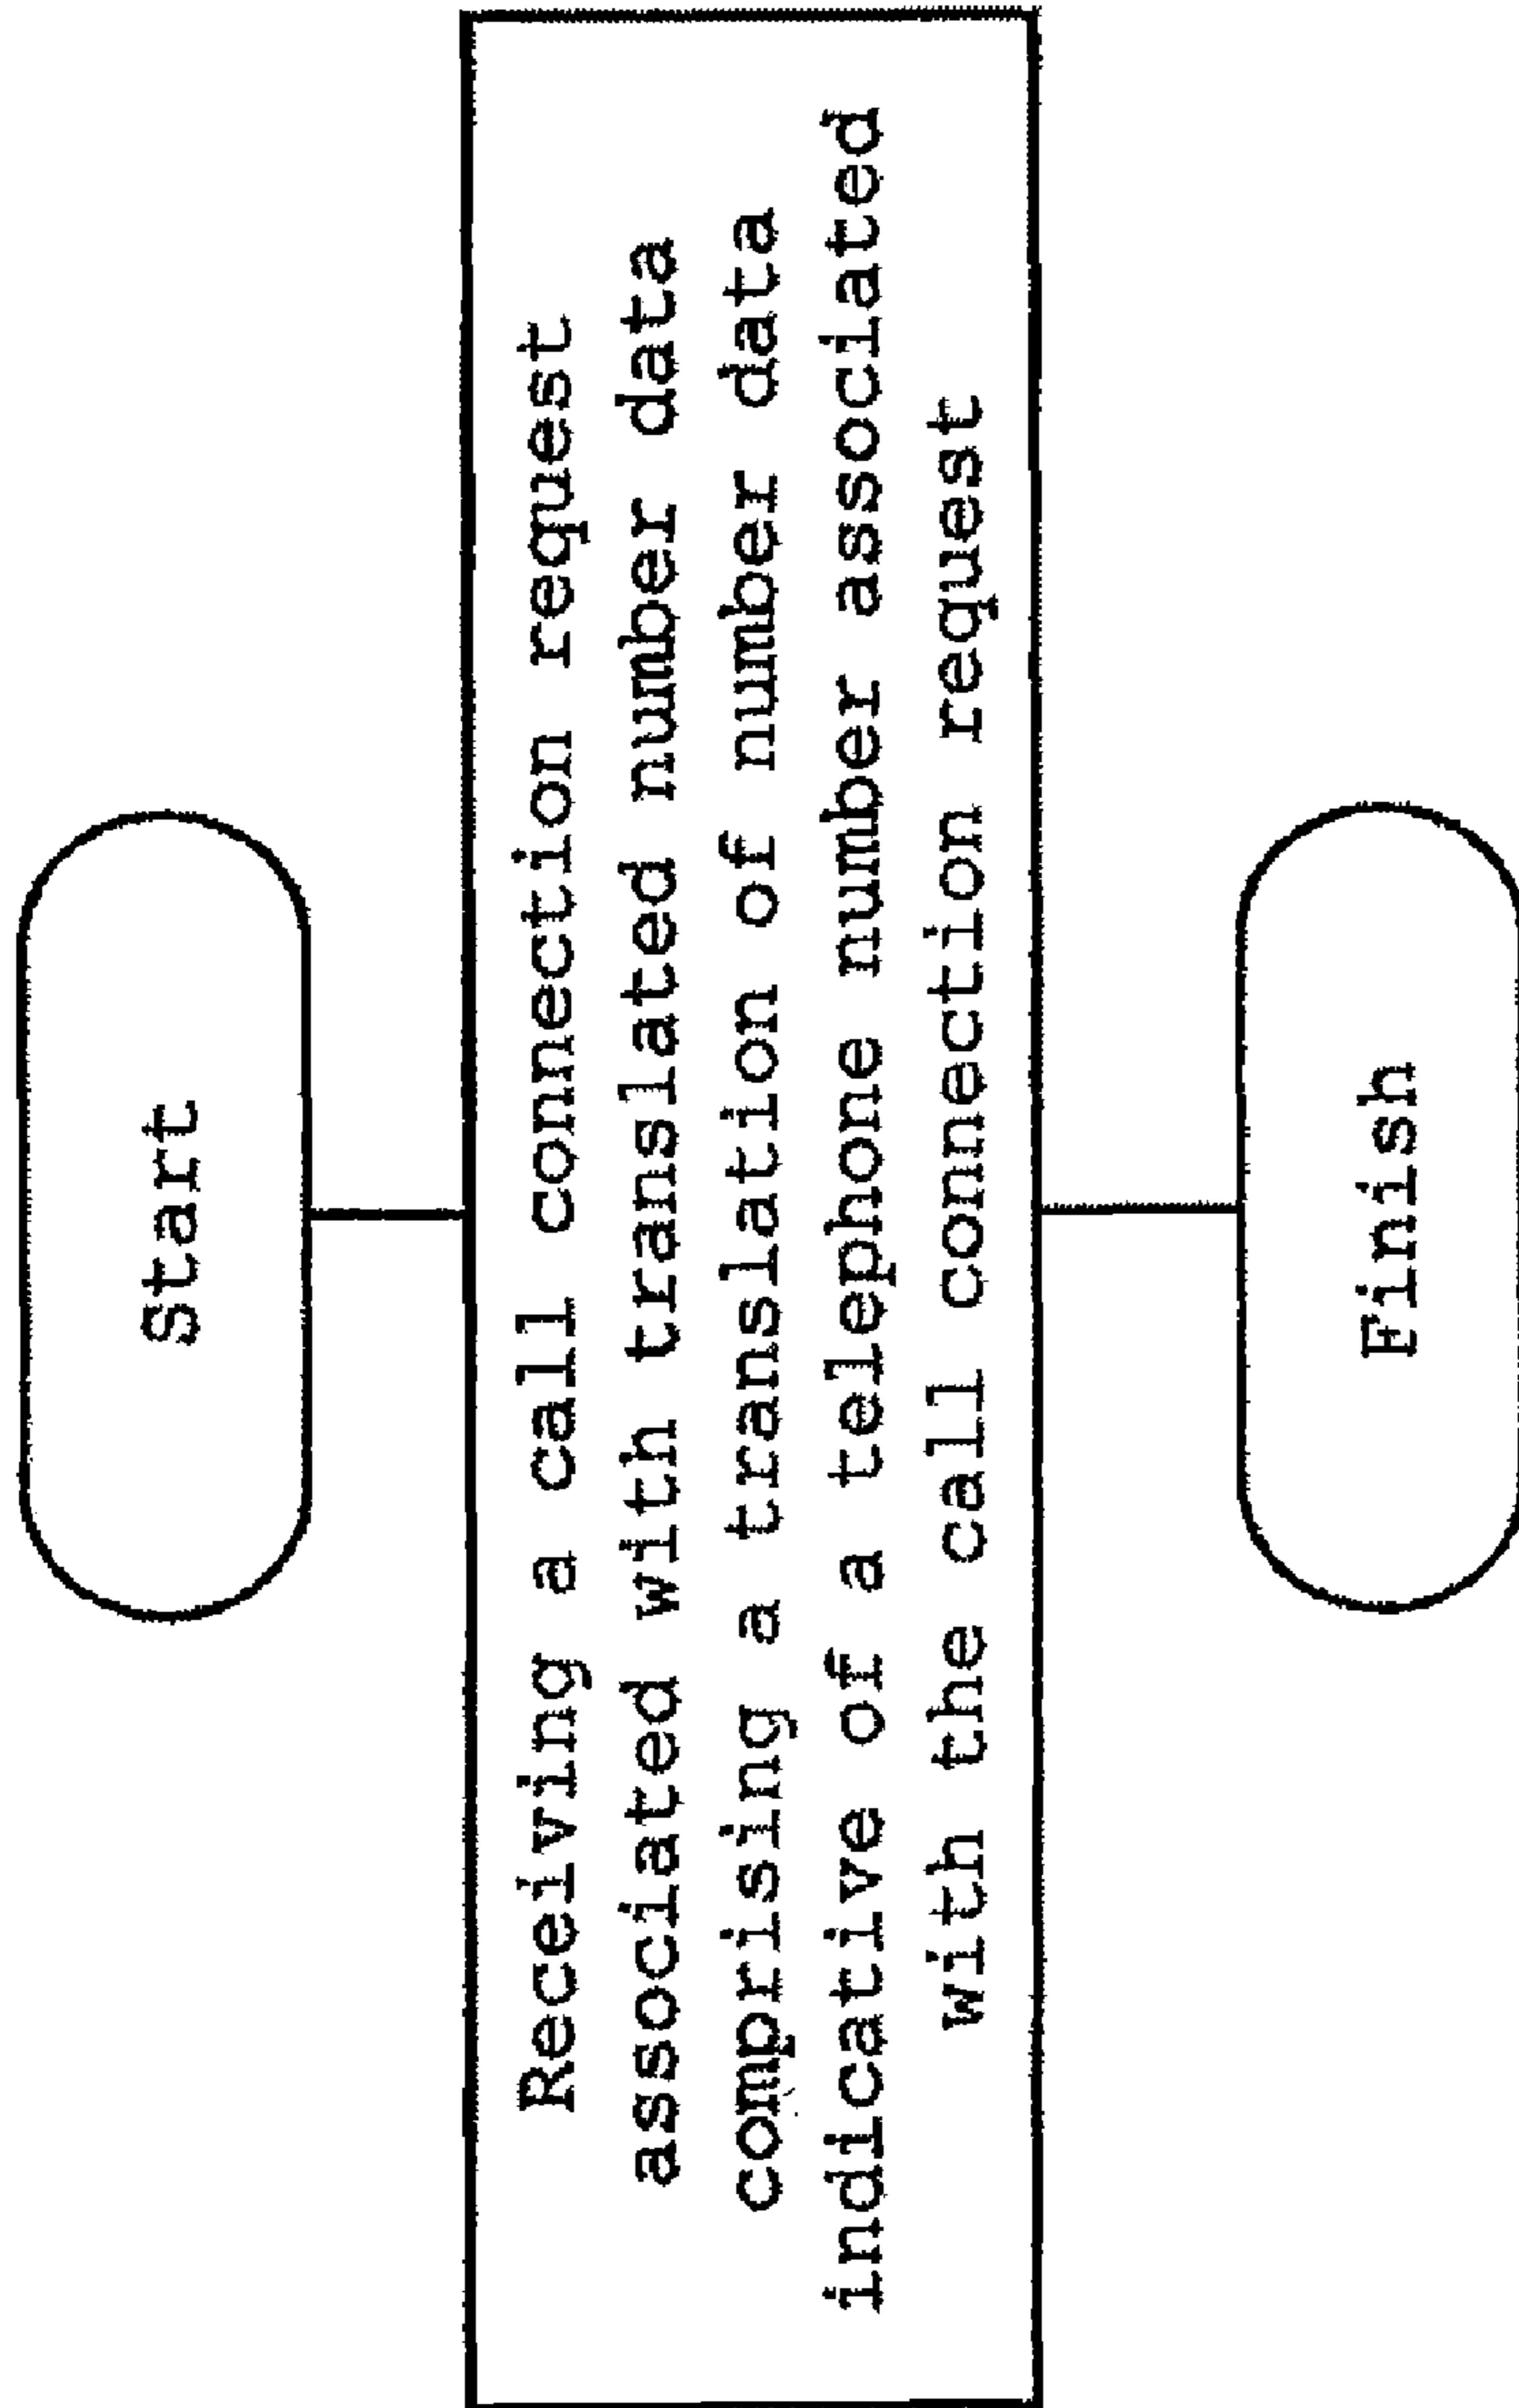 Start
Receiving a call connection request
associated with translated number data
comprising a translation of number data
indicative of a telephone number associated
with the call connection request
Finish